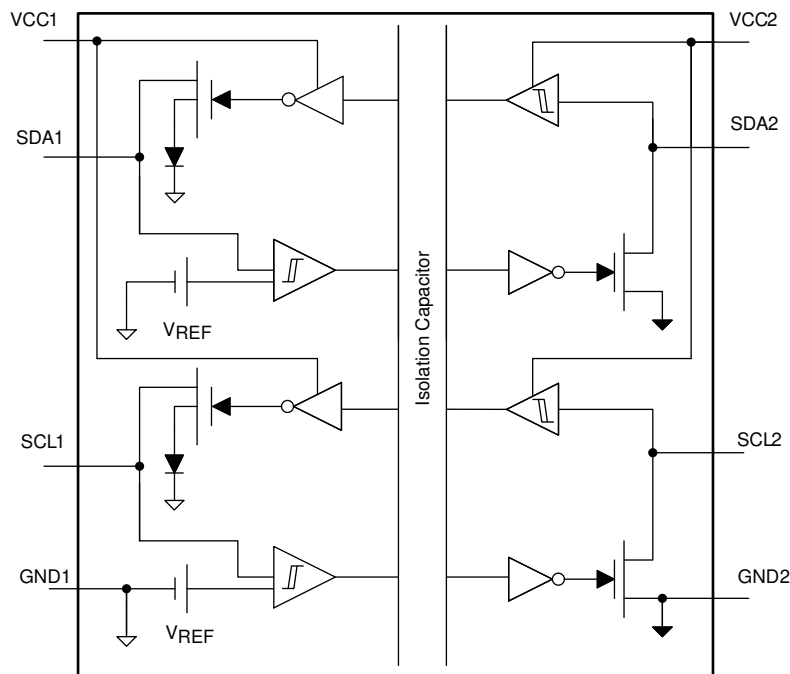 VCC1
VCC2
SDA1
SDA2
VREF
Isolation Capacitor
SCL1
SCL2
GND1
GND2
VREF